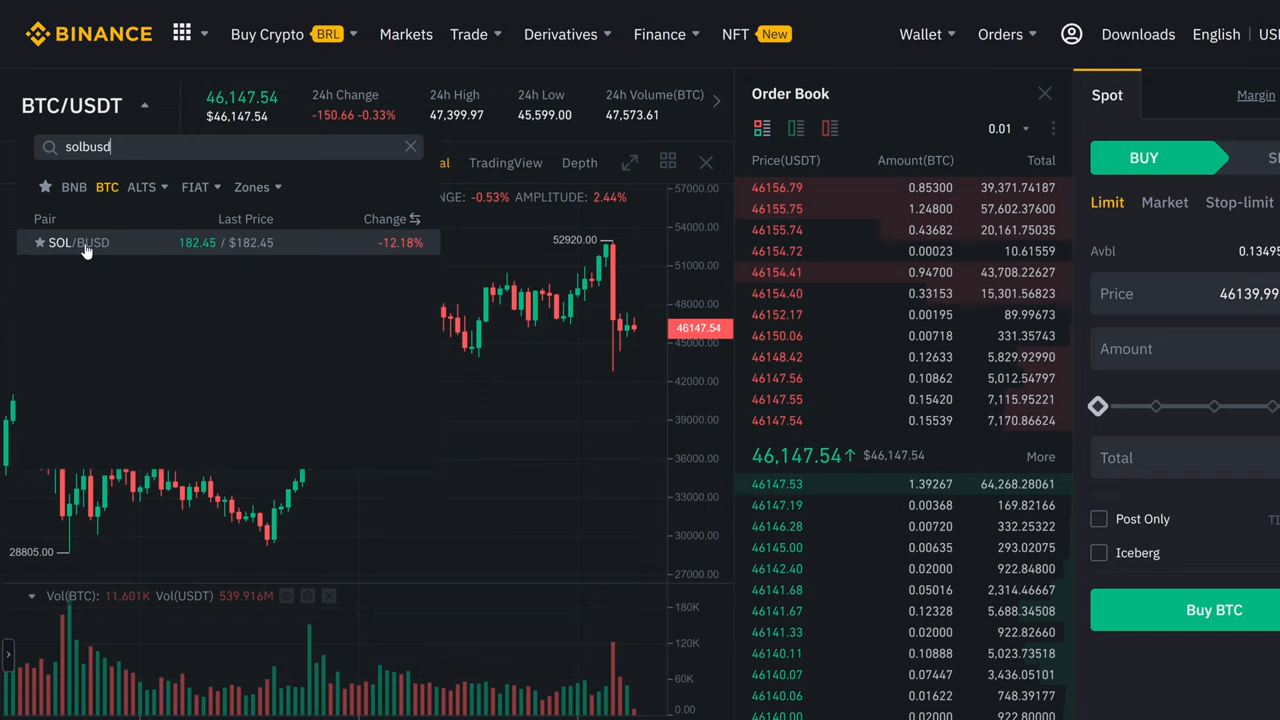 BINANCE Buy Crypto BRL Markets Trade Derivatives Finance NFT New Wallet Orders Downloads English USD
BTC/USDT
46,147.54
$46,147.54
24h Change
-150.66 -0.33%
24h High
47,399.97
24h Low
45,599.00
24h Volume(BTC)
47,573.61
solbusd
BNB BTC ALTS FIAT Zones
Pair Last Price Change
SOL/BUSD 182.45 / $182.45 -12.18%
al TradingView Depth
NGE: -0.53% AMPLITUDE: 2.44%
57000.00
54000.00
51000.00
48000.00
46147.54
45000.00
42000.00
39000.00
36000.00
33000.00
30000.00
27000.00
52920.00
28805.00
Vol(BTC): 11.601K Vol(USDT) 539.916M
180K
120K
60K
0.00
Order Book
0.01
Price(USDT) Amount(BTC) Total
46156.79 0.85300 39,371.74187
46155.75 1.24800 57,602.37600
46155.74 0.43682 20,161.75035
46154.72 0.00023 10.61559
46154.41 0.94700 43,708.22627
46154.40 0.33153 15,301.56823
46152.17 0.00195 89.99673
46150.06 0.00718 331.35743
46148.42 0.12633 5,829.92990
46147.56 0.10862 5,012.54797
46147.55 0.15420 7,115.95221
46147.54 0.15539 7,170.86624
46,147.54 $46,147.54 More
46147.53 1.39267 64,268.28061
46147.19 0.00368 169.82166
46146.28 0.00720 332.25322
46145.00 0.00635 293.02075
46142.40 0.02000 922.84800
46141.68 0.05016 2,314.46667
46141.67 0.12328 5,688.34508
46141.33 0.02000 922.82660
46140.11 0.10888 5,023.73518
46140.07 0.07447 3,436.05101
46140.06 0.01622 748.39177
46140.00 0.02000 922.80000
Spot Margin
BUY
Limit Market Stop-limit
Avbl 0.13495
Price 46139,99
Amount
Total
Post Only
Iceberg
Buy BTC